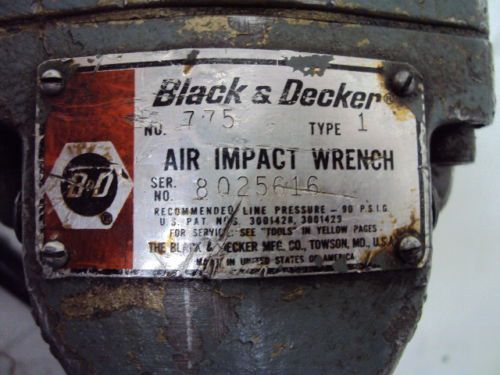 Black & Decker®
NO. 775 TYPE 1
AIR IMPACT WRENCH
B&D ®
SER. NO. 8025616
RECOMMENDED LINE PRESSURE - 90 P.S.I.G.
U.S. PAT. NO'S. 3001428, 3001429
FOR SERVICE: SEE "TOOLS" IN YELLOW PAGES
THE BLACK & DECKER MFG. CO., TOWSON, MD., U.S.A.
MADE IN UNITED STATES OF AMERICA